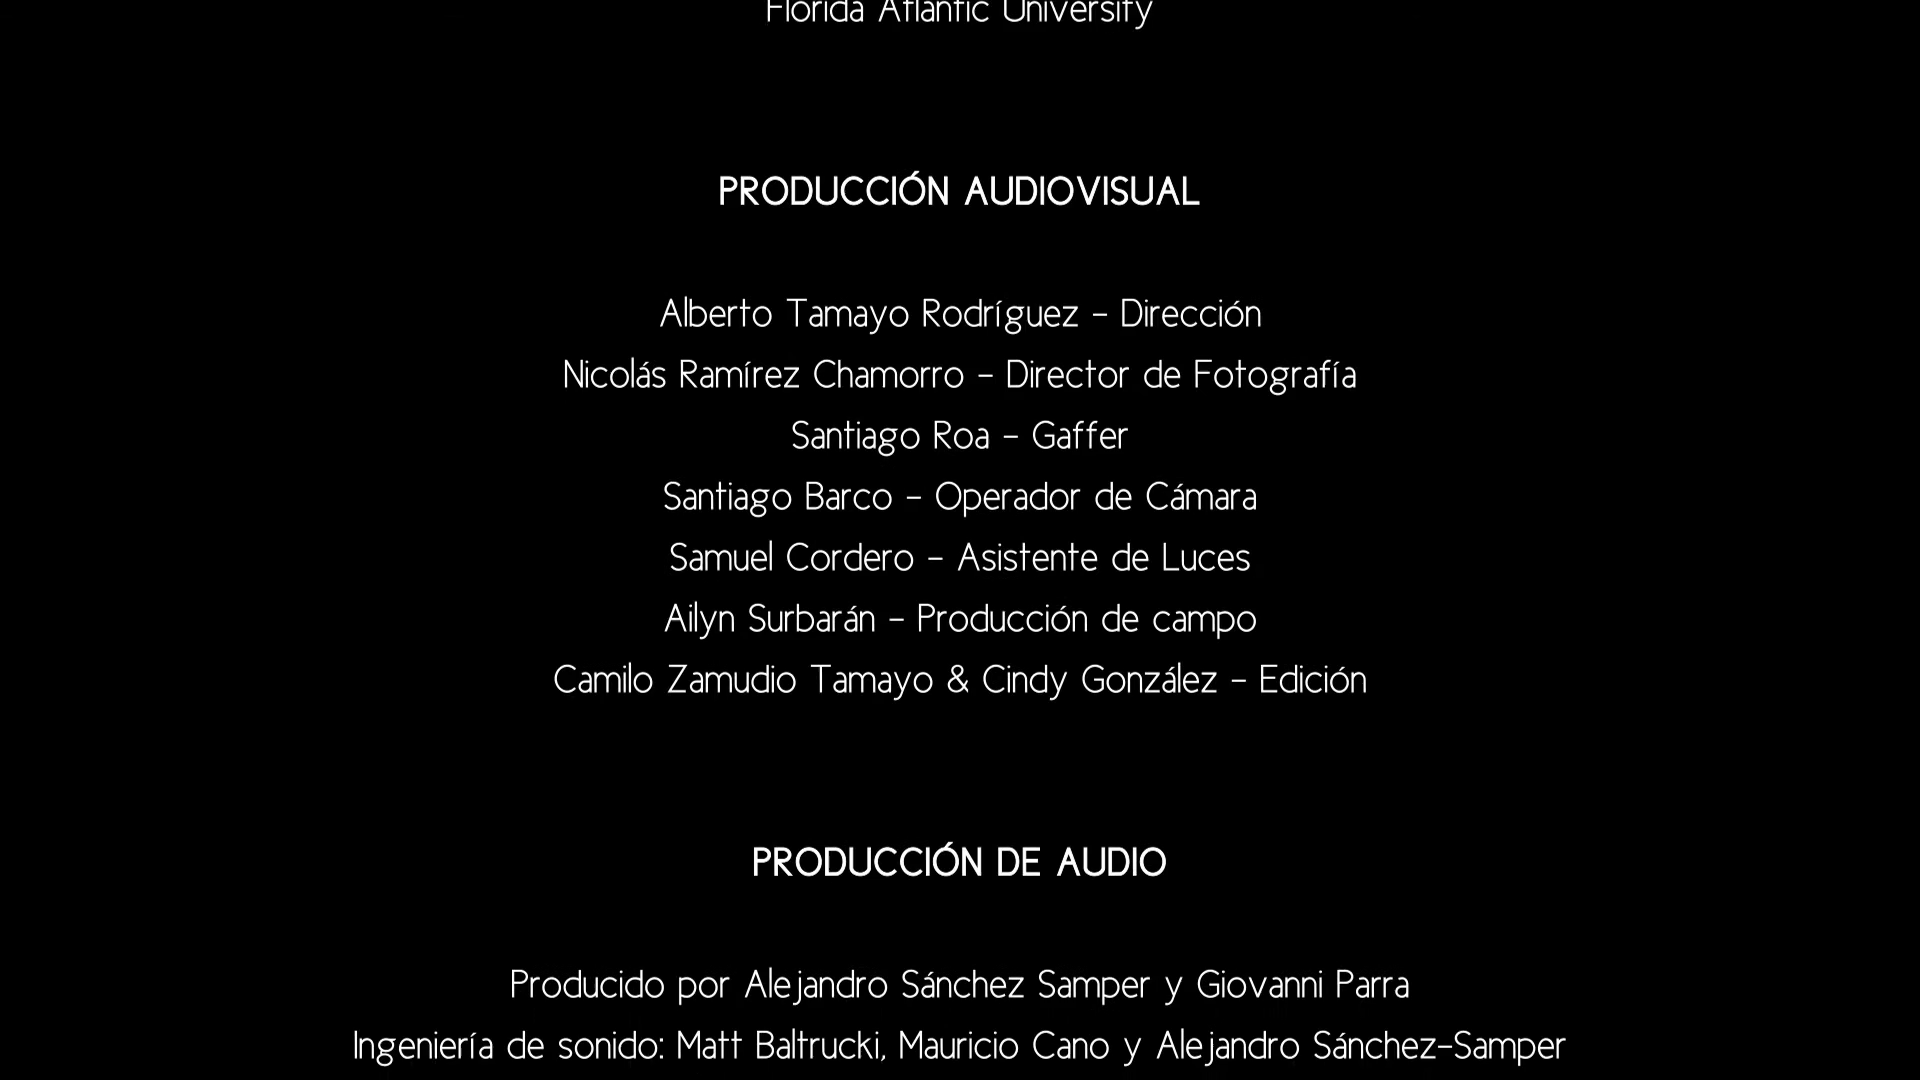 Florida Atlantic University
PRODUCCIÓN AUDIOVISUAL
Alberto Tamayo Rodríguez - Dirección
Nicolás Ramírez Chamorro - Director de Fotografía
Santiago Roa - Gaffer
Santiago Barco - Operador de Cámara
Samuel Cordero - Asistente de Luces
Ailyn Surbarán - Producción de campo
Camilo Zamudio Tamayo & Cindy González - Edición
PRODUCCIÓN DE AUDIO
Producido por Alejandro Sánchez Samper y Giovanni Parra
Ingeniería de sonido: Matt Baltrucki, Mauricio Cano y Alejandro Sánchez-Samper